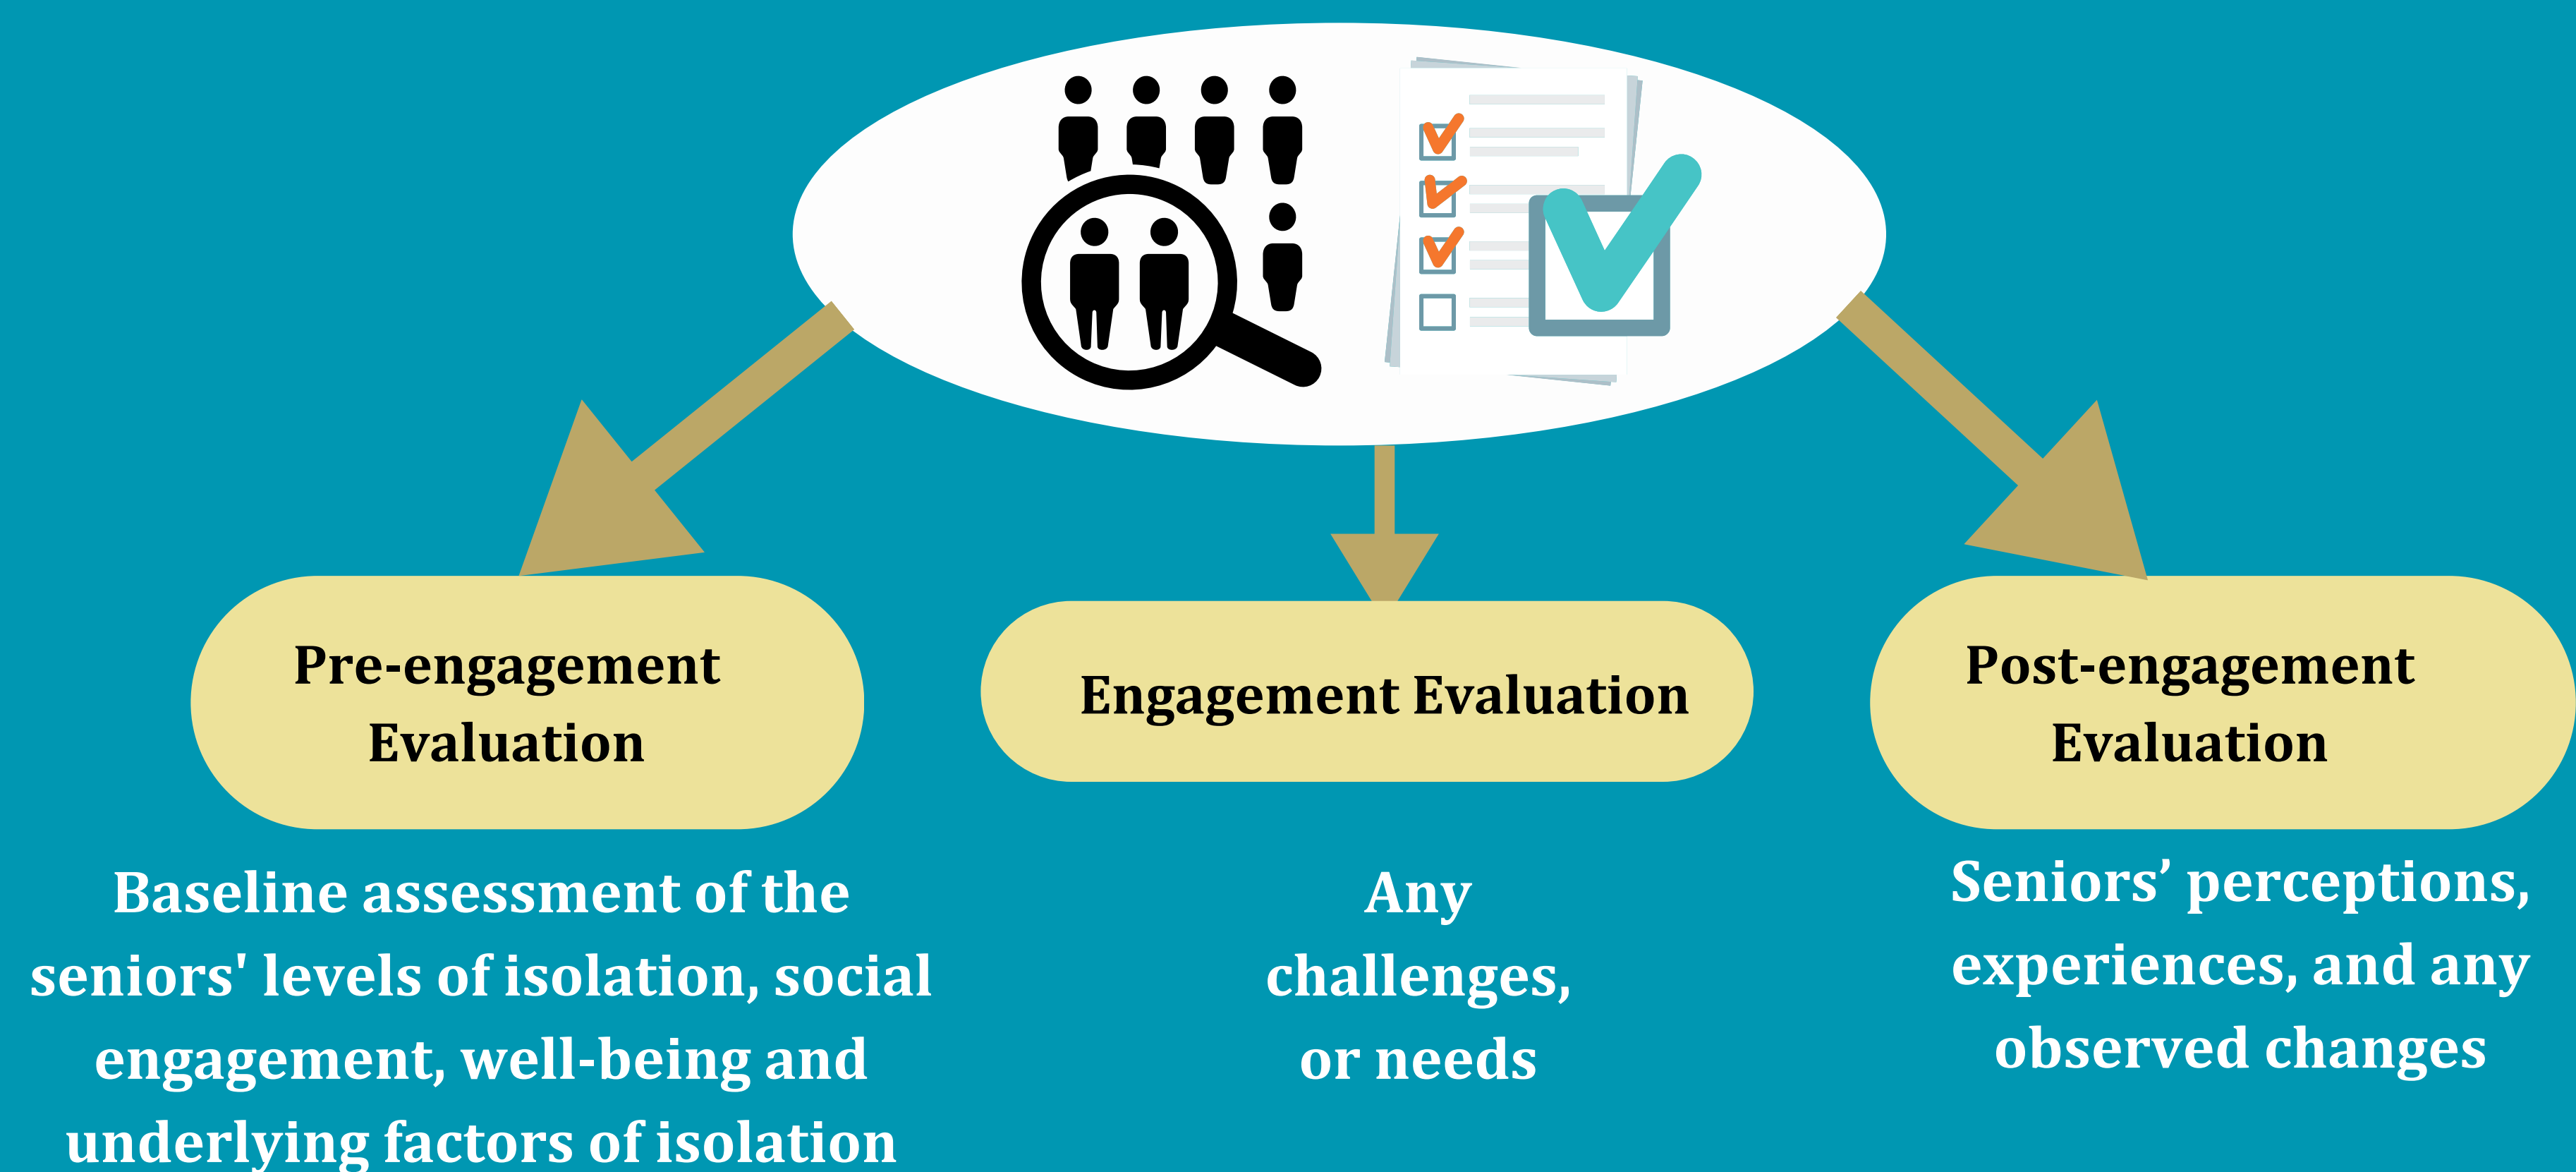 Pre-engagement
Evaluation
Baseline assessment of the
seniors' levels of isolation, social
engagement, well-being and
underlying factors of isolation
Engagement Evaluation
Any
challenges,
or needs
Post-engagement
Evaluation
Seniors’ perceptions,
experiences, and any
observed changes